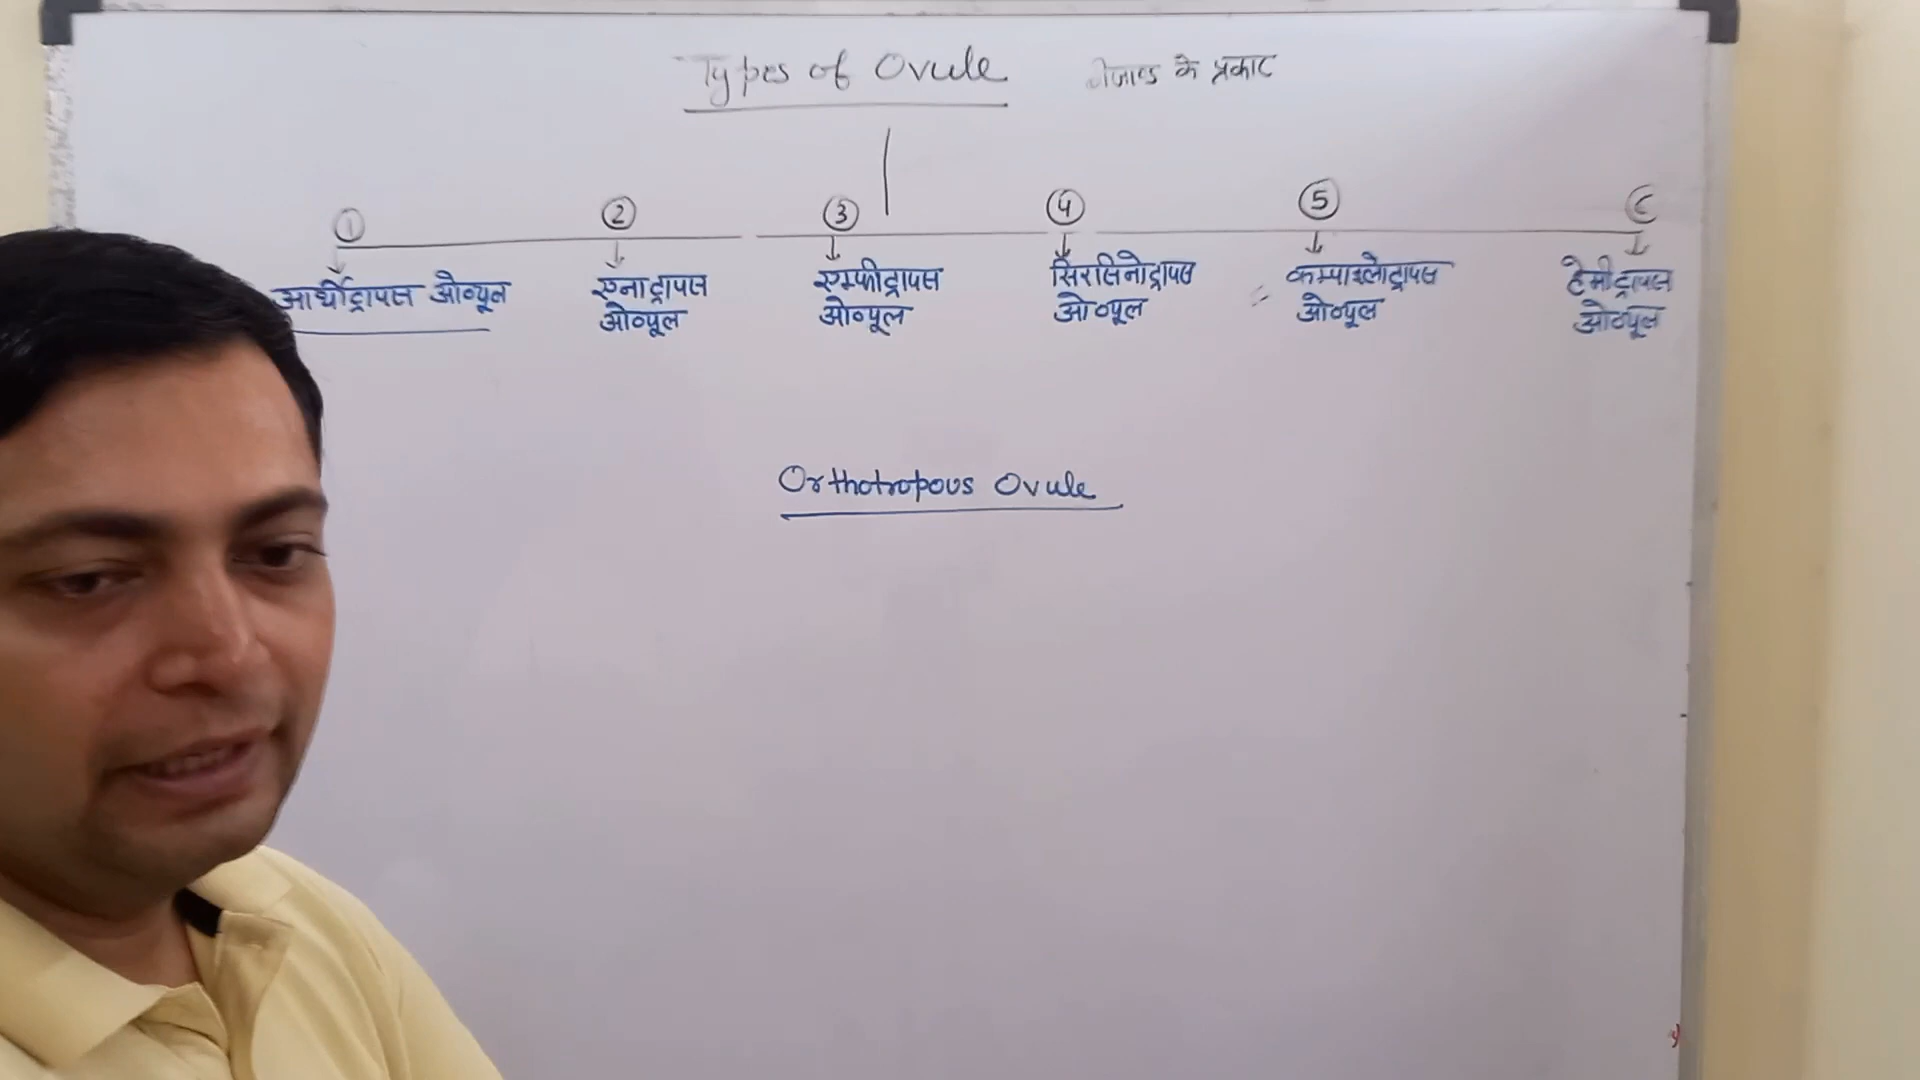 Types of Ovule बीजाण्ड के प्रकार
① ② ③ ④ ⑤
आर्थोट्रापस ओव्यूल
एनाट्रापस
ओव्यूल
एम्फीट्रापस
ओव्यूल
सिरसिनोट्रापस
ओव्यूल
कम्पाइलोट्रापस
ओव्यूल
हेमीट्रापस
ओव्यूल
Orthotropous Ovule